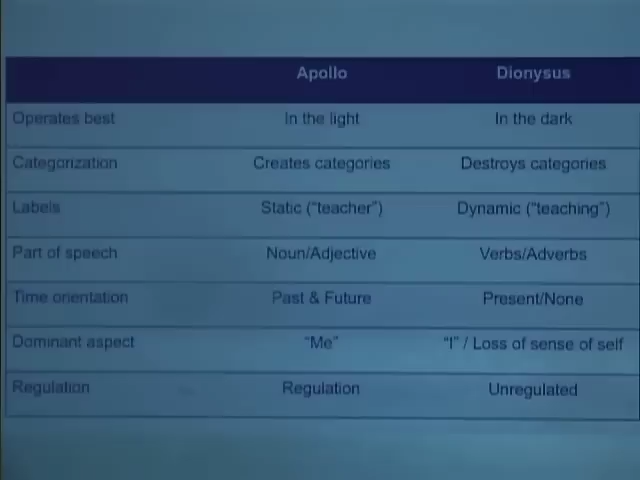 Apollo Dionysus
Operates best In the light In the dark
Categorization Creates categories Destroys categories
Labels Static ("teacher") Dynamic ("teaching")
Part of speech Noun/Adjective Verbs/Adverbs
Time orientation Past & Future Present/None
Dominant aspect "Me" "I" / Loss of sense of self
Regulation Regulation Unregulated